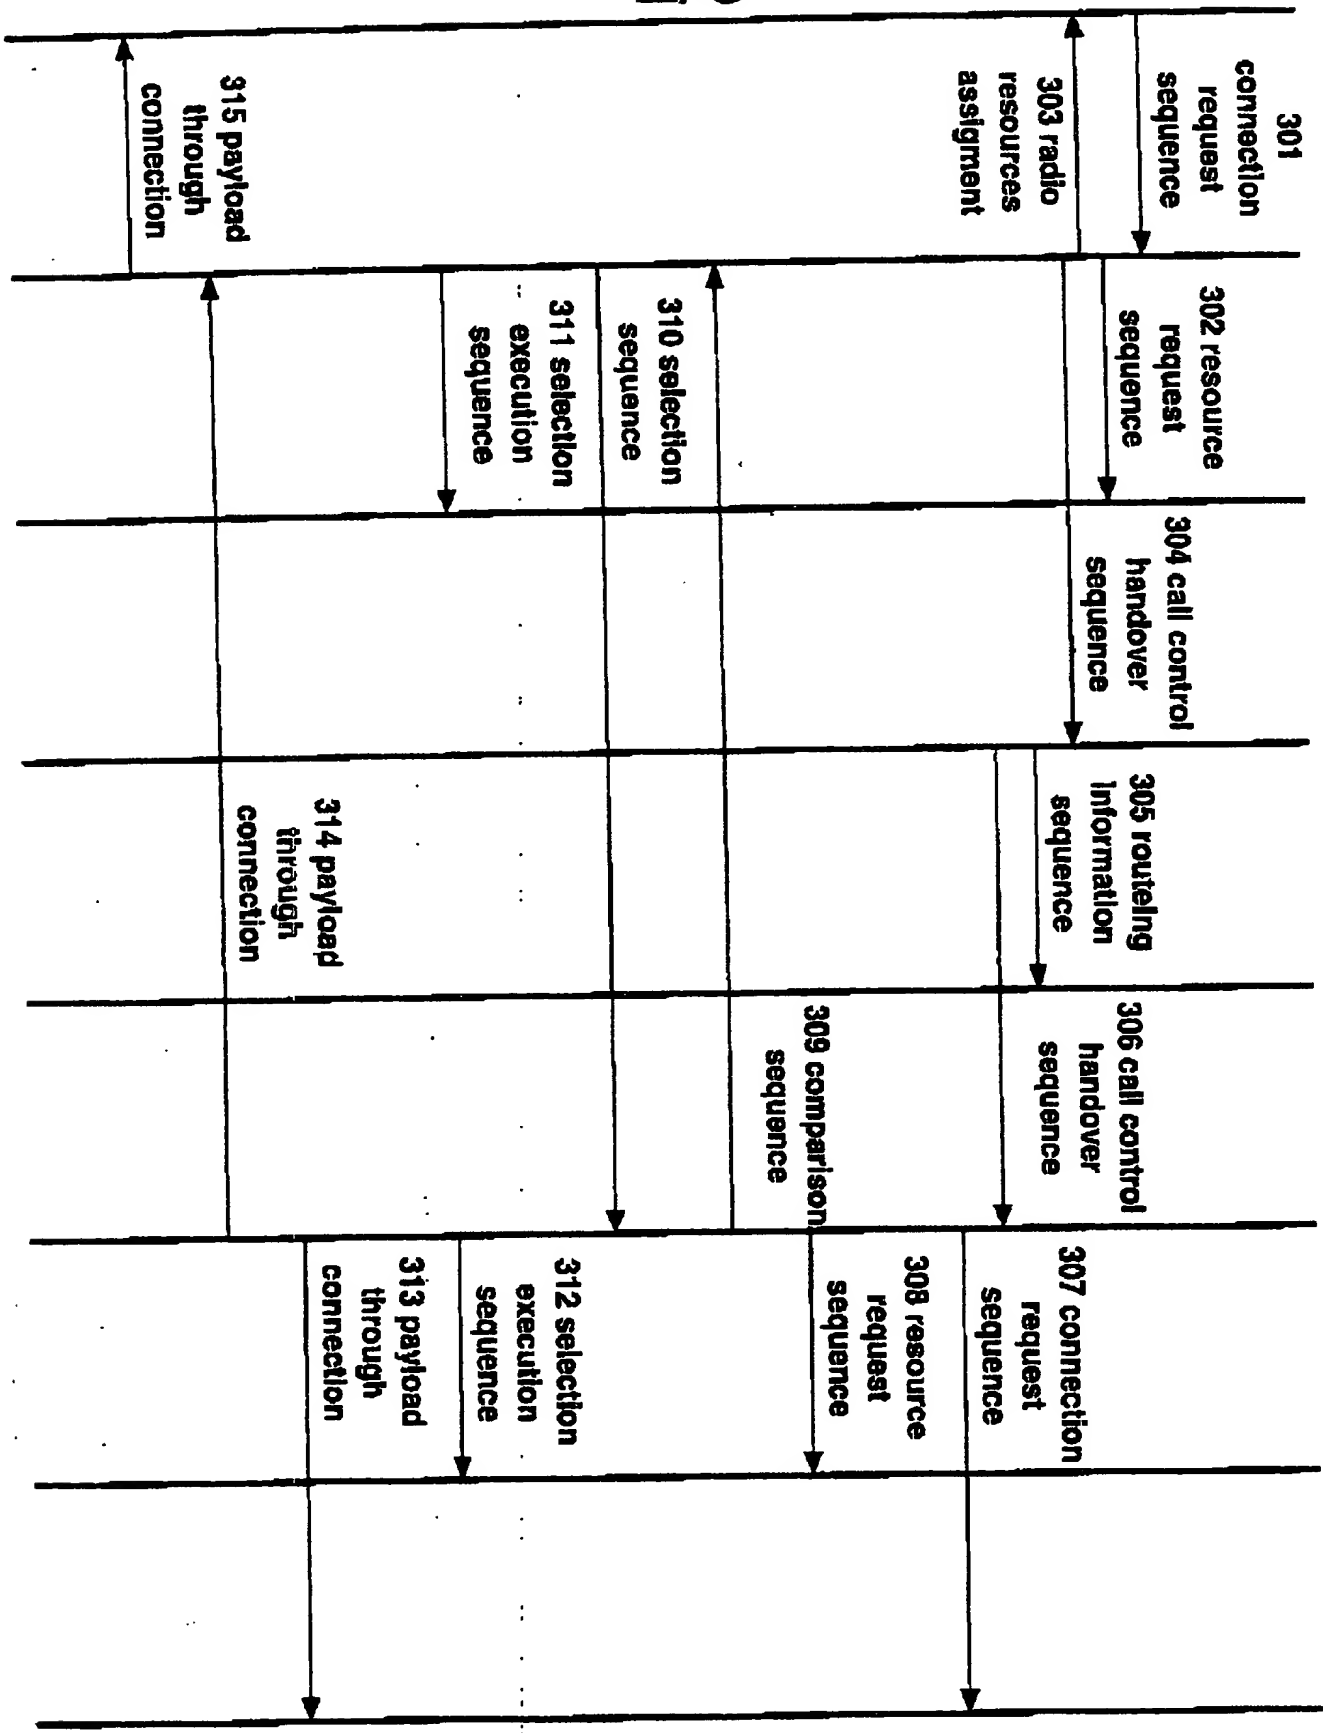 301
connection
request
sequence
302 resource
request
sequence
303 radio
resources
assigment
304 call control
handover
sequence
305 routeing
information
sequence
306 call control
handover
sequence
307 connection
request
sequence
308 resource
request
sequence
309 comparison
sequence
310 selection
sequence
311 selection
execution
sequence
312 selection
execution
sequence
313 payload
through
connection
314 payload
through
connection
315 payload
through
connection